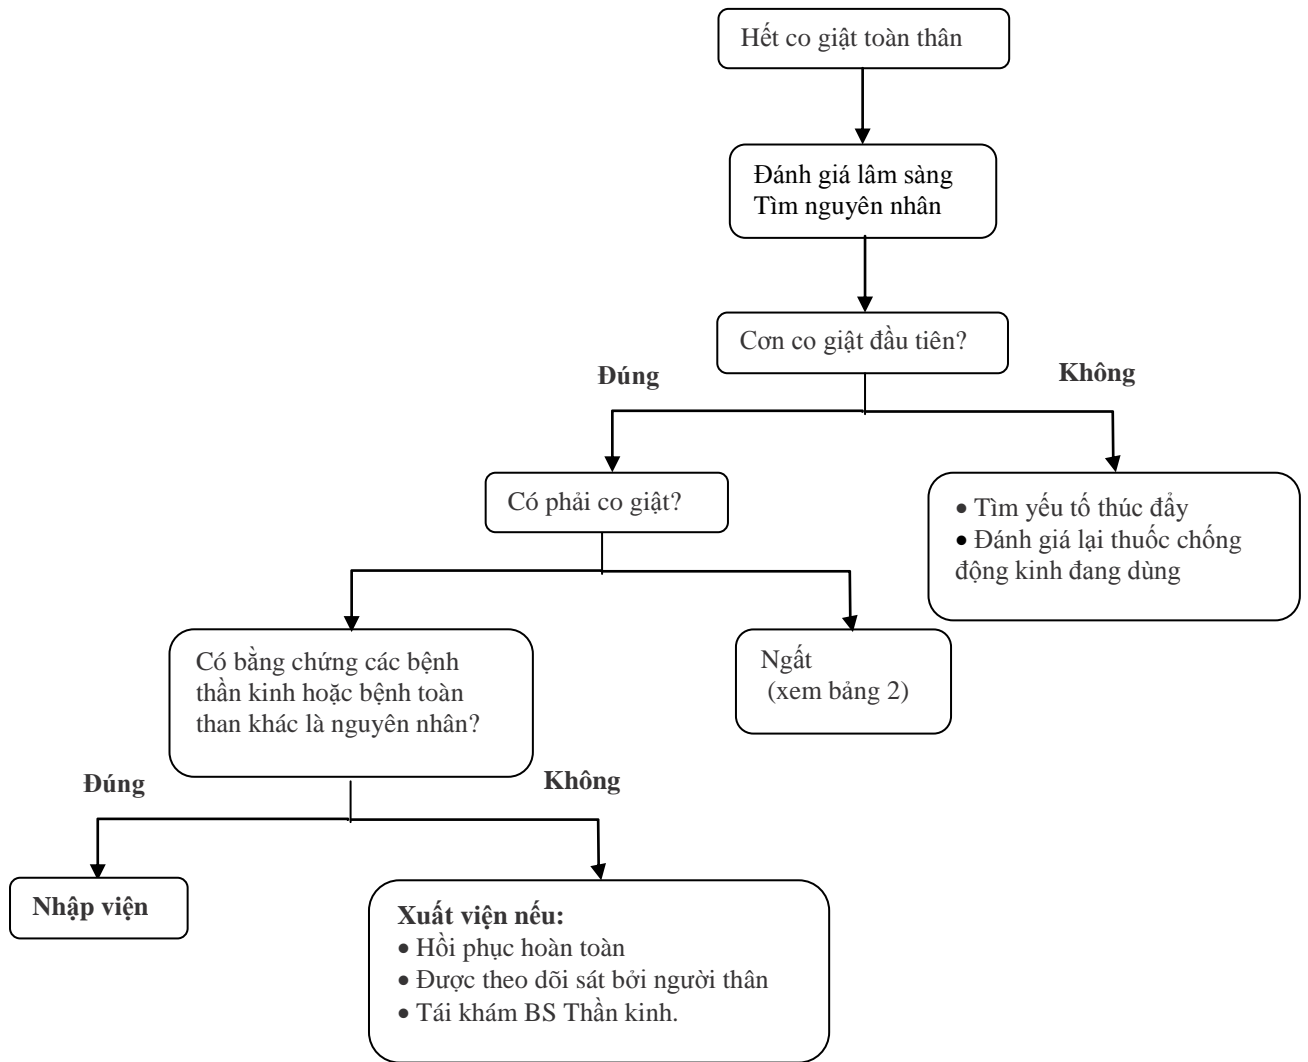 Hết co giật toàn thân
Đánh giá lâm sàng
Tìm nguyên nhân
Cơn co giật đầu tiên?
Đúng
Không
Có phải co giật?
• Tìm yếu tố thúc đẩy
• Đánh giá lại thuốc chống
động kinh đang dùng
Có bằng chứng các bệnh
thần kinh hoặc bệnh toàn
than khác là nguyên nhân?
Ngất
(xem bảng 2)
Đúng
Không
Nhập viện
Xuất viện nếu:
• Hồi phục hoàn toàn
• Được theo dõi sát bởi người thân
• Tái khám BS Thần kinh.